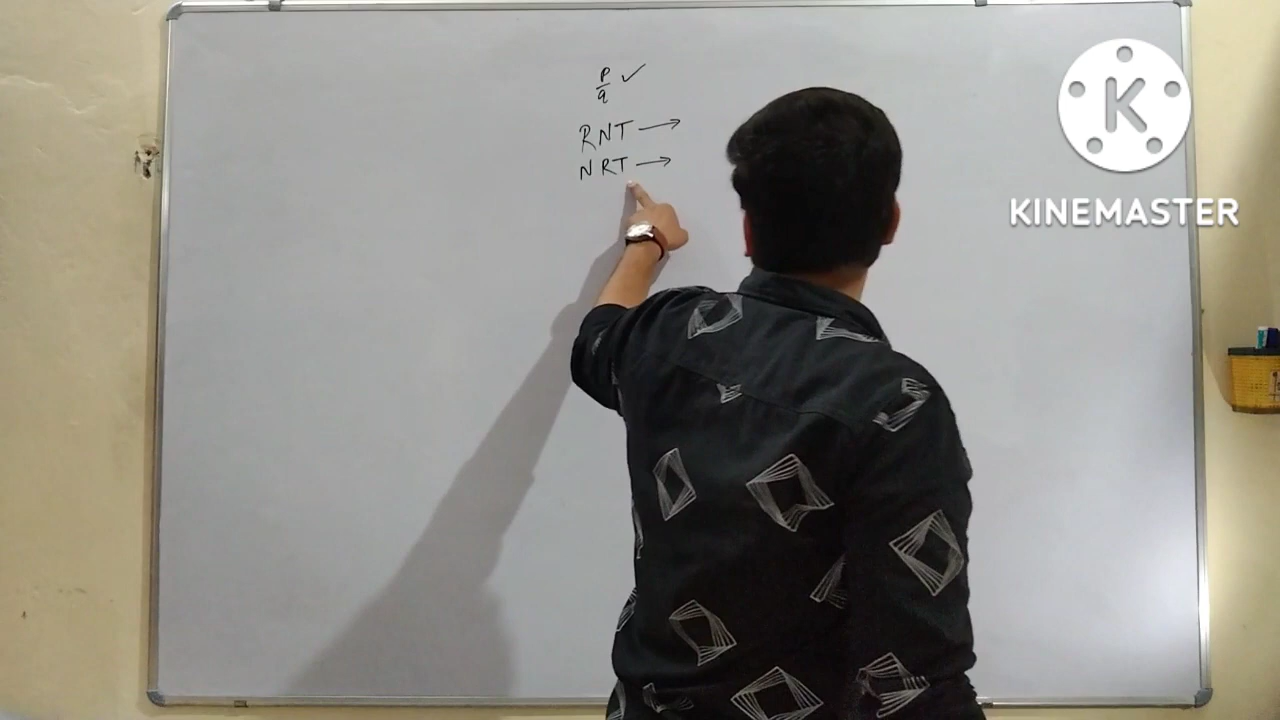 p/q ✓
RNT →
NRT →
KINEMASTER